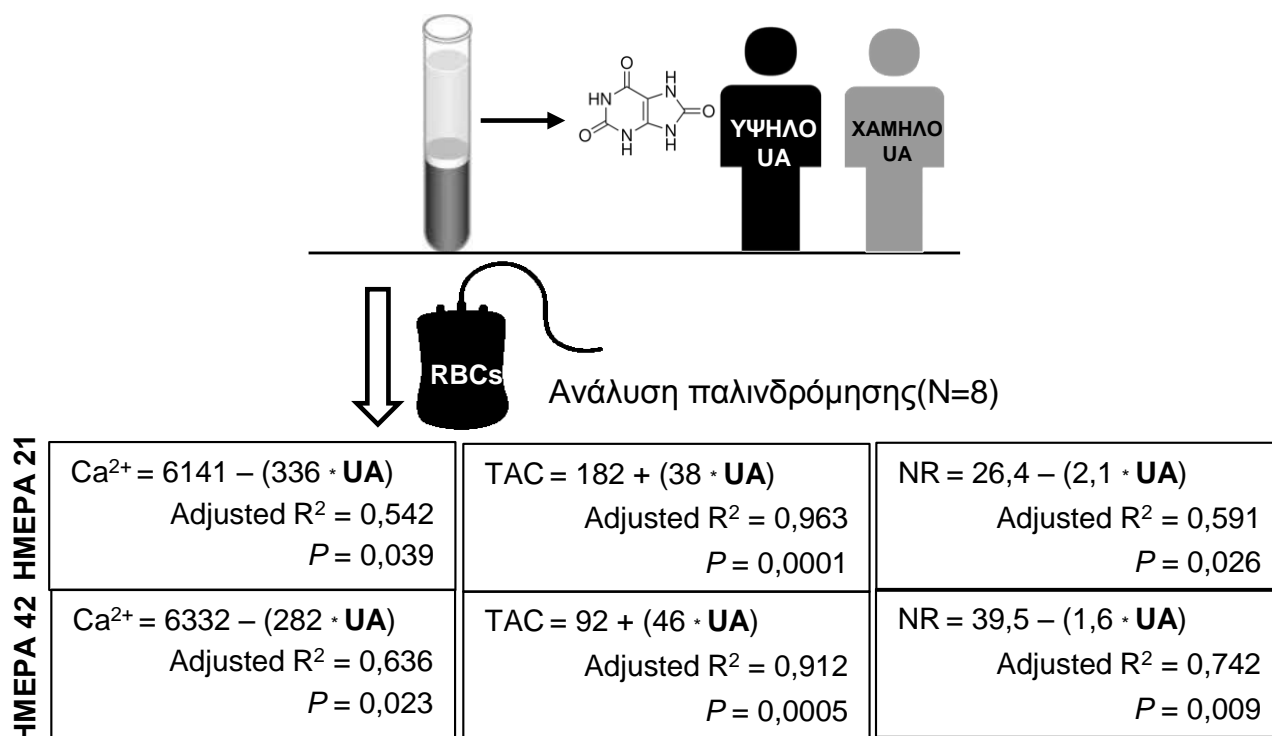 O
HN
N
H
O
N
H
H
N
O
ΥΨΗΛΟ
UA
ΧΑΜΗΛΟ
UA
RBCs
Ανάλυση παλινδρόμησης(N=8)
ΗΜΕΡΑ 21
Ca²⁺ = 6141 – (336 * UA)
Adjusted R² = 0,542
P = 0,039
TAC = 182 + (38 * UA)
Adjusted R² = 0,963
P = 0,0001
NR = 26,4 – (2,1 * UA)
Adjusted R² = 0,591
P = 0,026
ΗΜΕΡΑ 42
Ca²⁺ = 6332 – (282 * UA)
Adjusted R² = 0,636
P = 0,023
TAC = 92 + (46 * UA)
Adjusted R² = 0,912
P = 0,0005
NR = 39,5 – (1,6 * UA)
Adjusted R² = 0,742
P = 0,009